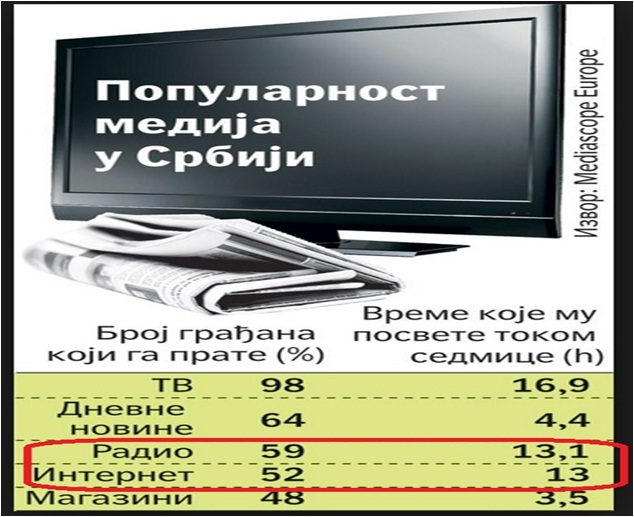 Популарност
медија
у Србији
Извор: Mediascope Europe
Број грађана
који га прате (%)
Време које му
посвете током
седмице (h)
ТВ 98 16,9
Дневне
новине 64 4,4
Радио 59 13,1
Интернет 52 13
Магазини 48 3,5